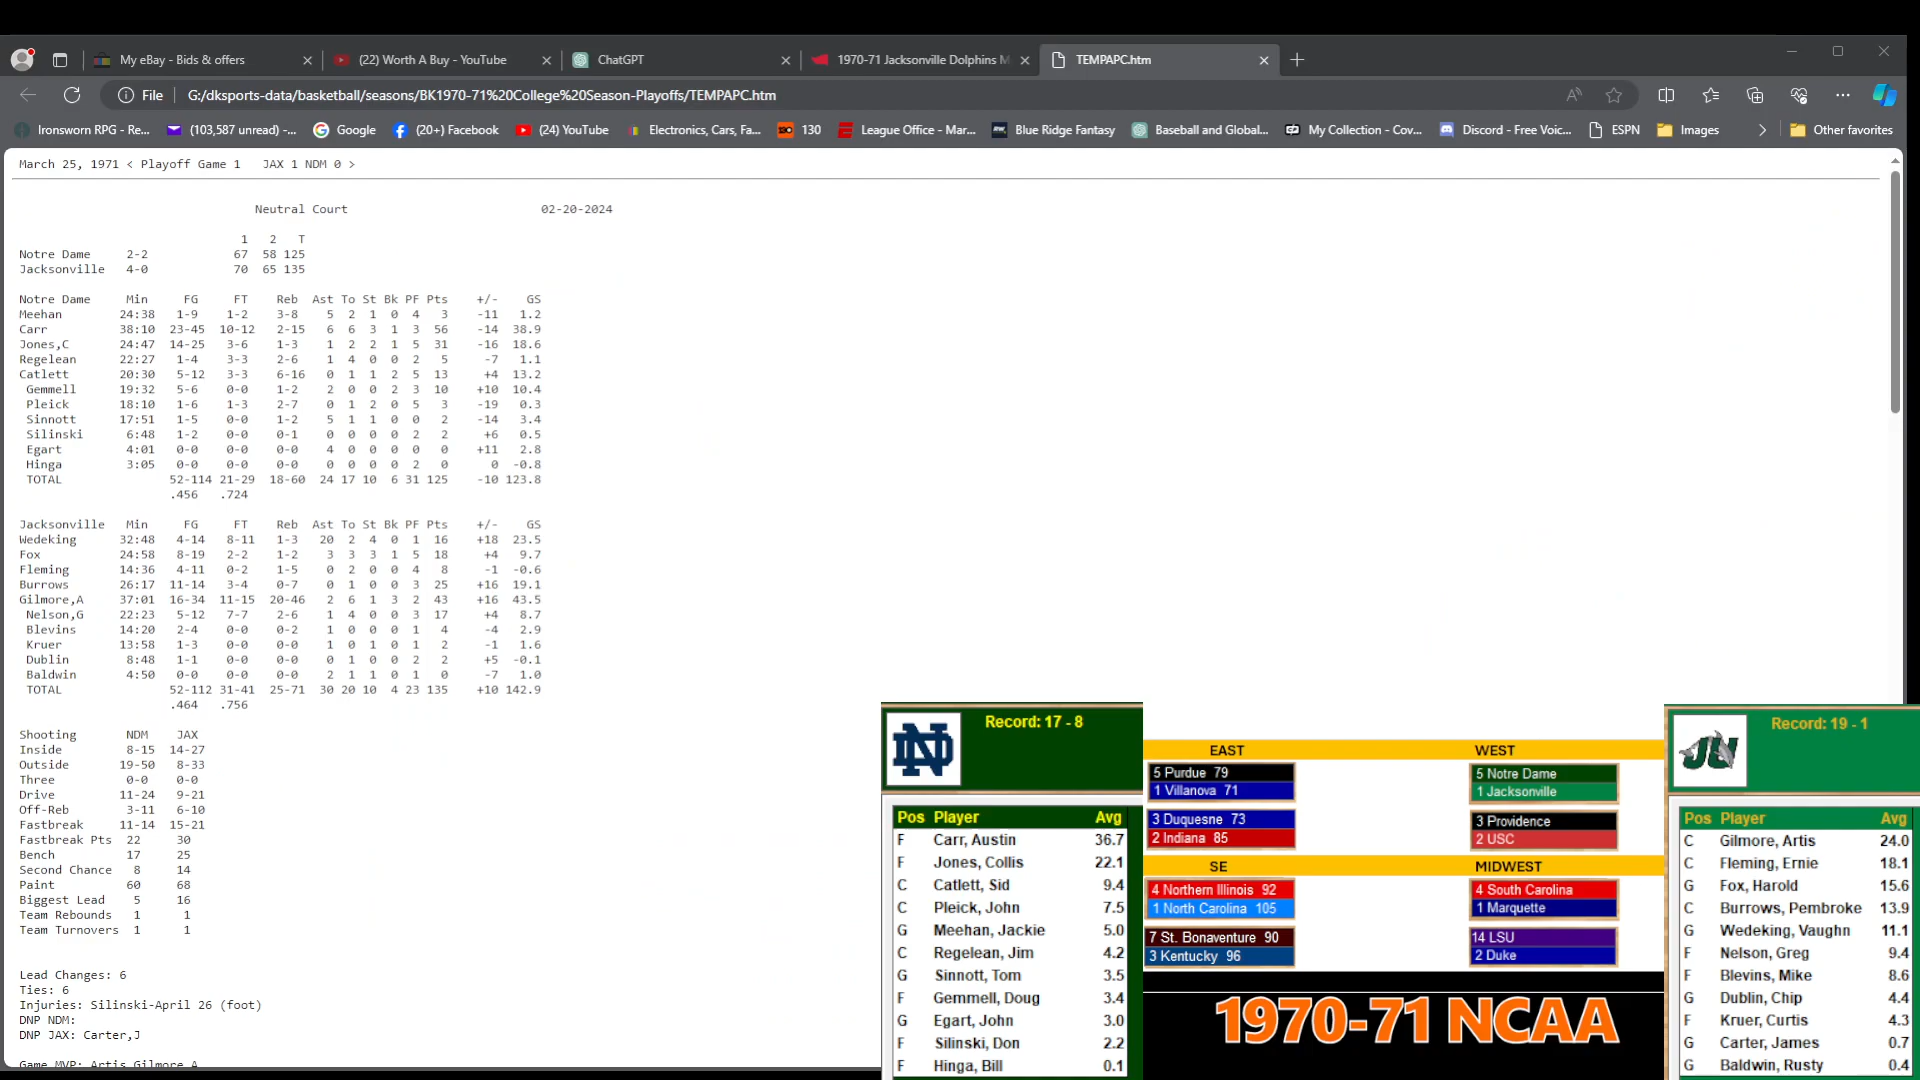 My eBay - Bids & offers
(22) Worth A Buy - YouTube
ChatGPT
1970-71 Jacksonville Dolphins M
TEMPAPC.htm
File G:/dksports-data/basketball/seasons/BK1970-71%20College%20Season-Playoffs/TEMPAPC.htm
Ironsworn RPG - Re... (103,587 unread) -... Google (20+) Facebook (24) YouTube Electronics, Cars, Fa... 130 League Office - Mar... Blue Ridge Fantasy Baseball and Global... My Collection - Cov... Discord - Free Voic... ESPN Images Other favorites
March 25, 1971 < Playoff Game 1 JAX 1 NDM 0 >
Neutral Court 02-20-2024
1 2 T
Notre Dame 2-2 67 58 125
Jacksonville 4-0 70 65 135
Notre Dame Min FG FT Reb Ast To St Bk PF Pts +/- GS
Meehan 24:38 1-9 1-2 3-8 5 2 1 0 4 3 -11 1.2
Carr 38:10 23-45 10-12 2-15 6 6 3 1 3 56 -14 38.9
Jones,C 24:47 14-25 3-6 1-3 1 2 2 1 5 31 -16 18.6
Regelean 22:27 1-4 3-3 2-6 1 4 0 0 2 5 -7 1.1
Catlett 20:30 5-12 3-3 6-16 0 1 1 2 5 13 +4 13.2
Gemmell 19:32 5-6 0-0 1-2 2 0 0 2 3 10 +10 10.4
Pleick 18:10 1-6 1-3 2-7 0 1 2 0 5 3 -19 0.3
Sinnott 17:51 1-5 0-0 1-2 5 1 1 0 0 2 -14 3.4
Silinski 6:48 1-2 0-0 0-1 0 0 0 0 2 2 +6 0.5
Egart 4:01 0-0 0-0 0-0 4 0 0 0 0 0 +11 2.8
Hinga 3:05 0-0 0-0 0-0 0 0 0 0 2 0 0 -0.8
TOTAL 52-114 21-29 18-60 24 17 10 6 31 125 -10 123.8
.456 .724
Jacksonville Min FG FT Reb Ast To St Bk PF Pts +/- GS
Wedeking 32:48 4-14 8-11 1-3 20 2 4 0 1 16 +18 23.5
Fox 24:58 8-19 2-2 1-2 3 3 3 1 5 18 +4 9.7
Fleming 14:36 4-11 0-2 1-5 0 2 0 0 4 8 -1 -0.6
Burrows 26:17 11-14 3-4 0-7 0 1 0 0 3 25 +16 19.1
Gilmore,A 37:01 16-34 11-15 20-46 2 6 1 3 2 43 +16 43.5
Nelson,G 22:23 5-12 7-7 2-6 1 4 0 0 3 17 +4 8.7
Blevins 14:20 2-4 0-0 0-2 1 0 0 0 1 4 -4 2.9
Kruer 13:58 1-3 0-0 0-0 1 0 1 0 1 2 -1 1.6
Dublin 8:48 1-1 0-0 0-0 0 1 0 0 2 2 +5 -0.1
Baldwin 4:50 0-0 0-0 0-0 2 1 1 0 1 0 -7 1.0
TOTAL 52-112 31-41 25-71 30 20 10 4 23 135 +10 142.9
.464 .756
Shooting NDM JAX
Inside 8-15 14-27
Outside 19-50 8-33
Three 0-0 0-0
Drive 11-24 9-21
Off-Reb 3-11 6-10
Fastbreak 11-14 15-21
Fastbreak Pts 22 30
Bench 17 25
Second Chance 8 14
Paint 60 68
Biggest Lead 5 16
Team Rebounds 1 1
Team Turnovers 1 1
Lead Changes: 6
Ties: 6
Injuries: Silinski-April 26 (foot)
DNP NDM:
DNP JAX: Carter,J
Game MVP: Artis Gilmore A
ND
Record: 17 - 8
Pos Player Avg
F Carr, Austin 36.7
F Jones, Collis 22.1
C Catlett, Sid 9.4
C Pleick, John 7.5
G Meehan, Jackie 5.0
C Regelean, Jim 4.2
G Sinnott, Tom 3.5
F Gemmell, Doug 3.4
G Egart, John 3.0
F Silinski, Don 2.2
F Hinga, Bill 0.1
EAST WEST
5 Purdue 79
1 Villanova 71
5 Notre Dame
1 Jacksonville
3 Duquesne 73
2 Indiana 85
3 Providence
2 USC
SE MIDWEST
4 Northern Illinois 92
1 North Carolina 105
4 South Carolina
1 Marquette
7 St. Bonaventure 90
3 Kentucky 96
14 LSU
2 Duke
1970-71 NCAA
JU
Record: 19 - 1
Pos Player Avg
C Gilmore, Artis 24.0
C Fleming, Ernie 18.1
G Fox, Harold 15.6
C Burrows, Pembroke 13.9
G Wedeking, Vaughn 11.1
F Nelson, Greg 9.4
F Blevins, Mike 8.6
G Dublin, Chip 4.4
F Kruer, Curtis 4.3
G Carter, James 0.7
G Baldwin, Rusty 0.4